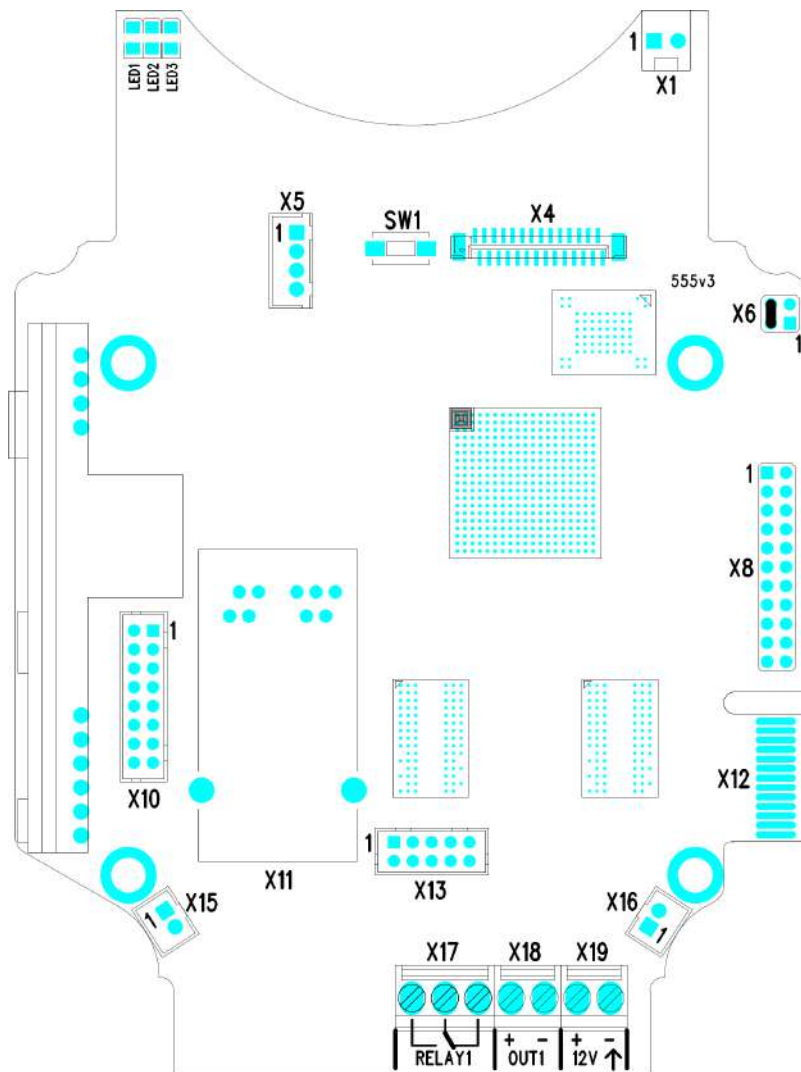 LED1
LED2
LED3
1
X1
X5
1
SW1
X4
555v3
X6
1
1
X8
1
X10
X11
1
X13
X12
X15
1
X16
1
X17 X18 X19
+ - + -
RELAY1 OUT1 12V ↑